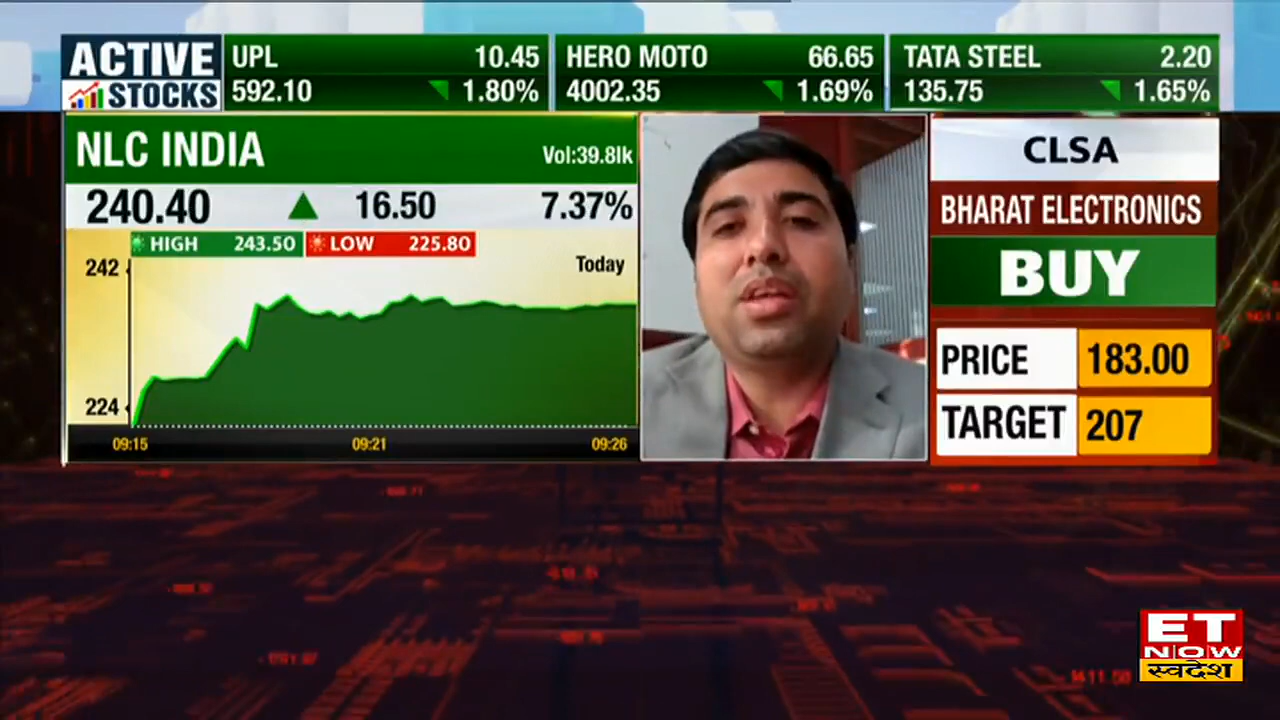 ACTIVE STOCKS
UPL 10.45
592.10 1.80%
HERO MOTO 66.65
4002.35 1.69%
TATA STEEL 2.20
135.75 1.65%
NLC INDIA Vol:39.8lk
240.40 16.50 7.37%
HIGH 243.50 LOW 225.80
Today
242
224
09:15 09:21 09:26
CLSA
BHARAT ELECTRONICS
BUY
PRICE 183.00
TARGET 207
ET
NOW
स्वदेश